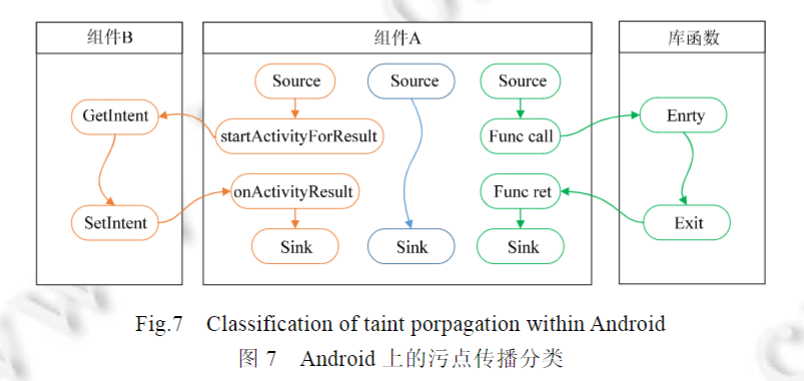 组件B
组件A
库函数
Source
Source
Source
GetIntent
startActivityForResult
Func call
Enrty
onActivityResult
Func ret
SetIntent
Sink
Sink
Sink
Exit
Fig.7 Classification of taint porpagation within Android
图 7 Android 上的污点传播分类